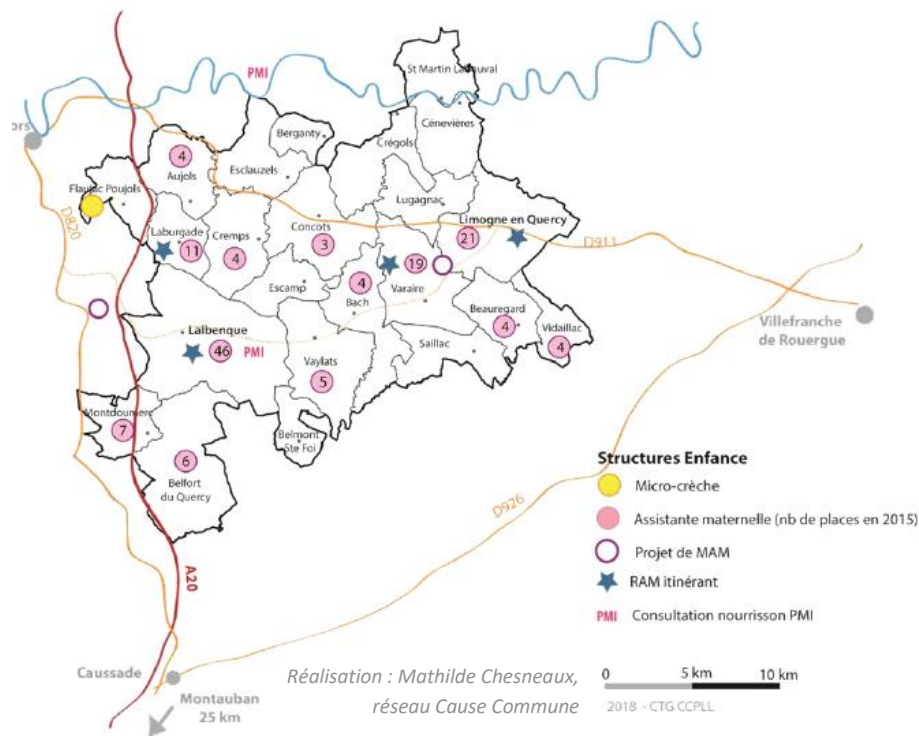 PMI
St Martin Labouval
ors
Cénevières
Berganty
Crégols
4
Aujols
Esclauzels
Flaujac Poujols
Lugagnac
D820
Limogne en Quercy
Laburgade
Cremps
Concots
21
11
4
3
D911
19
4
Escamp
Bach
Varaire
Beauregard
Lalbenque
4
Vidaillac
Villefranche
de Rouergue
46
PMI
Saillac
4
Vaylats
5
7
Belmont
Ste Foi
6
Belfort
du Quercy
Structures Enfance
Micro-crèche
D926
Assistante maternelle (nb de places en 2015)
Projet de MAM
A20
RAM itinérant
PMI Consultation nourrisson PMI
Caussade
Réalisation : Mathilde Chesneaux,
réseau Cause Commune
0 5 km 10 km
Montauban
25 km
2018 - CTG CCPLL